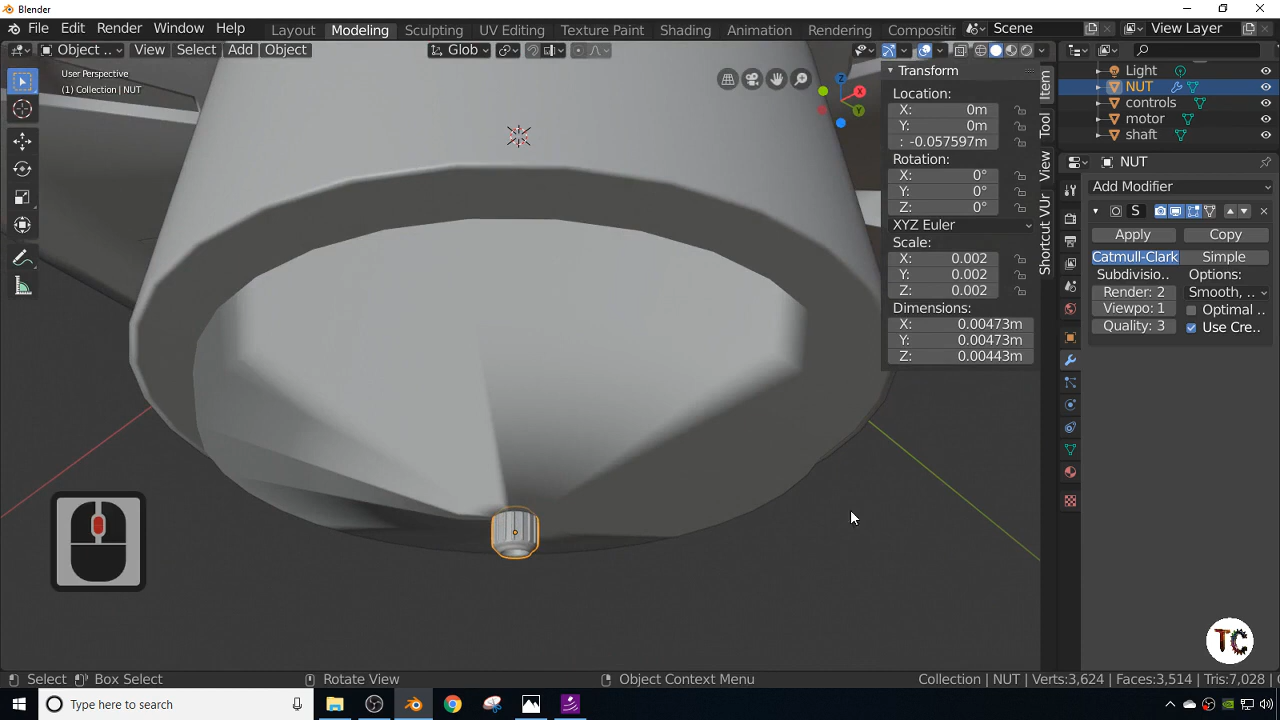 Blender
File Edit Render Window Help Layout Modeling Sculpting UV Editing Texture Paint Shading Animation Rendering Compositir Scene View Layer
Object .. View Select Add Object Glob
User Perspective
(1) Collection | NUT
Transform
Location:
X: 0m
Y: 0m
: -0.057597m
Rotation:
X: 0°
Y: 0°
Z: 0°
XYZ Euler
Scale:
X: 0.002
Y: 0.002
Z: 0.002
Dimensions:
X: 0.00473m
Y: 0.00473m
Z: 0.00443m
Item
Tool
View
Shortcut VUr
Light
NUT
controls
motor
shaft
NUT
Add Modifier
S
Apply Copy
Catmull-Clark Simple
Subdivisio.. Options:
Render: 2 Smooth, ..
Viewpo: 1 Optimal ..
Quality: 3 Use Cre..
TC
Select Box Select Rotate View Object Context Menu Collection | NUT | Verts:3,624 | Faces:3,514 | Tris:7,028 |
Type here to search